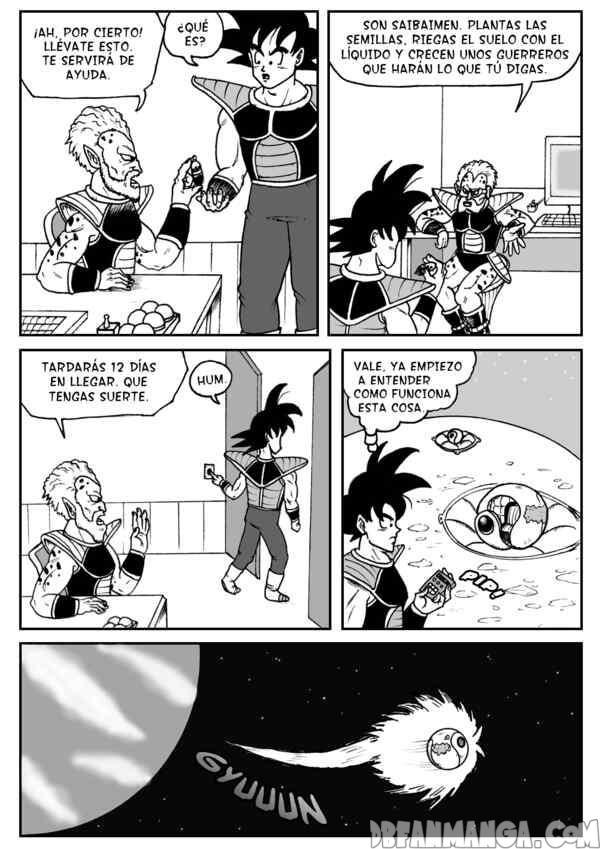 ¡AH, POR CIERTO!
LLÉVATE ESTO.
TE SERVIRÁ DE
AYUDA.
¿QUÉ
ES?
SON SAIBAIMEN. PLANTAS LAS
SEMILLAS, RIEGAS EL SUELO CON EL
LÍQUIDO Y CRECEN UNOS GUERREROS
QUE HARÁN LO QUE TÚ DIGAS.
TARDARÁS 12 DÍAS
EN LLEGAR. QUE
TENGAS SUERTE.
HUM.
VALE, YA EMPIEZO
A ENTENDER
COMO FUNCIONA
ESTA COSA.
PIP!
GYUUUN
DBFANMANGA.COM